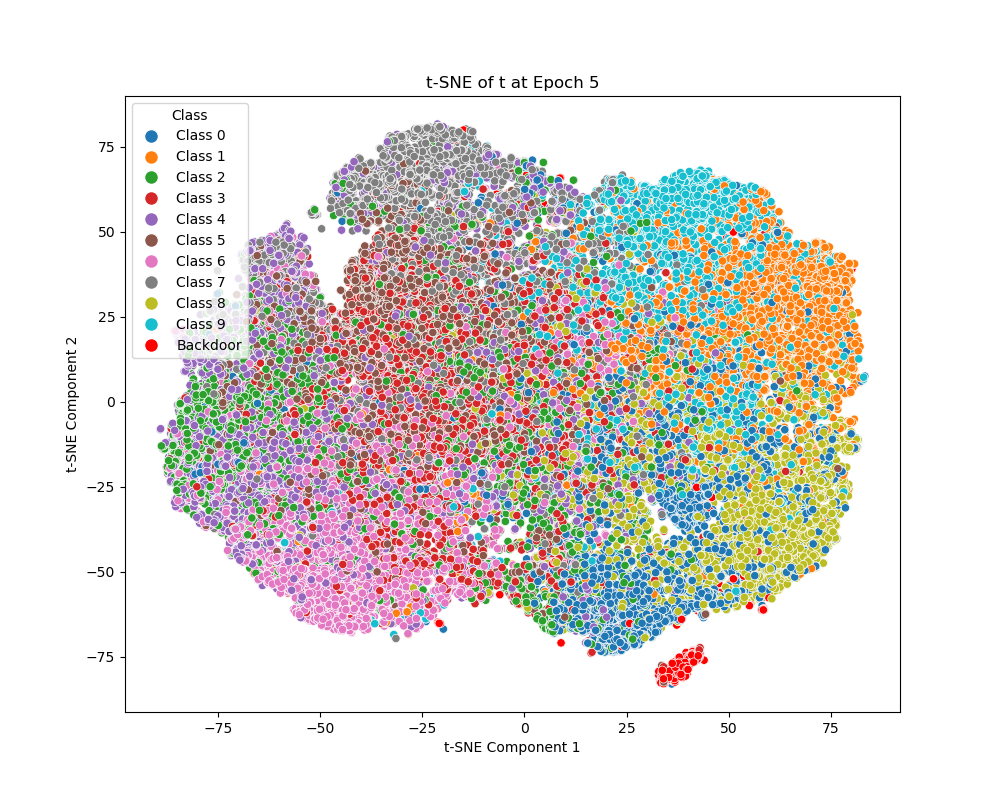 t-SNE of t at Epoch 5
Class
Class 0
Class 1
Class 2
Class 3
Class 4
Class 5
Class 6
Class 7
Class 8
Class 9
Backdoor
75
50
25
0
−25
−50
−75
t-SNE Component 2
−75 −50 −25 0 25 50 75
t-SNE Component 1